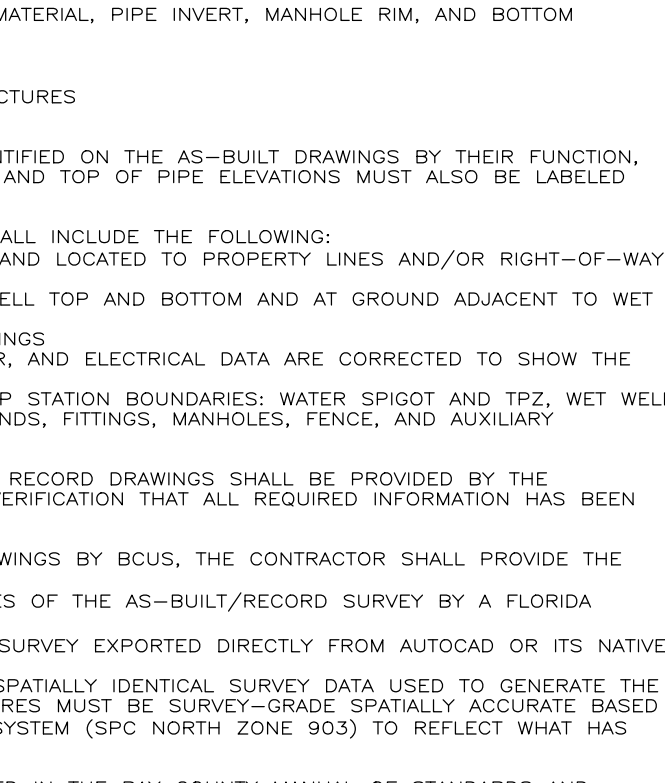 MATERIAL, PIPE INVERT, MANHOLE RIM, AND BOTTOM
CTURES
NTIFIED ON THE AS-BUILT DRAWINGS BY THEIR FUNCTION,
AND TOP OF PIPE ELEVATIONS MUST ALSO BE LABELED
ALL INCLUDE THE FOLLOWING:
AND LOCATED TO PROPERTY LINES AND/OR RIGHT-OF-WAY
ELL TOP AND BOTTOM AND AT GROUND ADJACENT TO WET
INGS
R, AND ELECTRICAL DATA ARE CORRECTED TO SHOW THE
P STATION BOUNDARIES: WATER SPIGOT AND TPZ, WET WELL
NDS, FITTINGS, MANHOLES, FENCE, AND AUXILIARY
RECORD DRAWINGS SHALL BE PROVIDED BY THE
VERIFICATION THAT ALL REQUIRED INFORMATION HAS BEEN
WINGS BY BCUS, THE CONTRACTOR SHALL PROVIDE THE
ES OF THE AS-BUILT/RECORD SURVEY BY A FLORIDA
SURVEY EXPORTED DIRECTLY FROM AUTOCAD OR ITS NATIVE
SPATIALLY IDENTICAL SURVEY DATA USED TO GENERATE THE
RES MUST BE SURVEY-GRADE SPATIALLY ACCURATE BASED
SYSTEM (SPC NORTH ZONE 903) TO REFLECT WHAT HAS